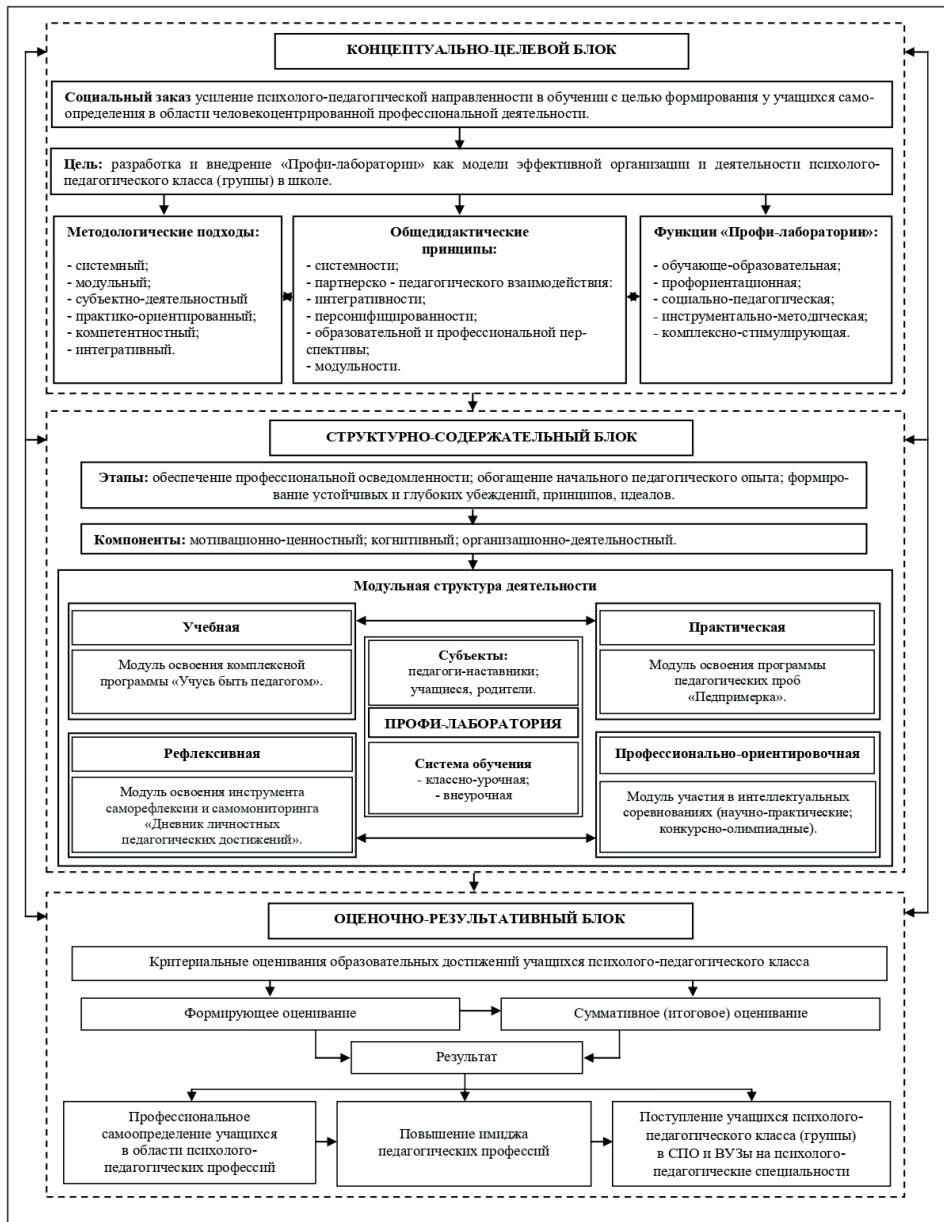 КОНЦЕПТУАЛЬНО-ЦЕЛЕВОЙ БЛОК
Социальный заказ усиление психолого-педагогической направленности в обучении с целью формирования у учащихся само-
определения в области человекоцентрированной профессиональной деятельности.
Цель: разработка и внедрение «Профи-лаборатории» как модели эффективной организации и деятельности психолого-
педагогического класса (группы) в школе.
Методологические подходы:
- системный;
- модульный;
- субъектно-деятельностный
- практико-ориентированный;
- компетентностный;
- интегративный.
Общедидактические
принципы:
- системности;
- партнерско - педагогического взаимодействия:
- интегративности;
- персонифицированности;
- образовательной и профессиональной пер-
спективы;
- модульности.
Функции «Профи-лаборатории»:
- обучающе-образовательная;
- профориентационная;
- социально-педагогическая;
- инструментально-методическая;
- комплексно-стимулирующая.
СТРУКТУРНО-СОДЕРЖАТЕЛЬНЫЙ БЛОК
Этапы: обеспечение профессиональной осведомленности; обогащение начального педагогического опыта; формиро-
вание устойчивых и глубоких убеждений, принципов, идеалов.
Компоненты: мотивационно-ценностный; когнитивный; организационно-деятельностный.
Модульная структура деятельности
Учебная
Модуль освоения комплексной
программы «Учусь быть педагогом».
Субъекты:
педагоги-наставники;
учащиеся, родители.
ПРОФИ-ЛАБОРАТОРИЯ
Система обучения
- классно-урочная;
- внеурочная
Практическая
Модуль освоения программы
педагогических проб
«Педпримерка».
Рефлексивная
Модуль освоения инструмента
саморефлексии и самомониторинга
«Дневник личностных
педагогических достижений».
Профессионально-ориентировочная
Модуль участия в интеллектуальных
соревнованиях (научно-практические;
конкурсно-олимпиадные).
ОЦЕНОЧНО-РЕЗУЛЬТАТИВНЫЙ БЛОК
Критериальные оценивания образовательных достижений учащихся психолого-педагогического класса
Формирующее оценивание
Суммативное (итоговое) оценивание
Результат
Профессиональное
самоопределение учащихся
в области психолого-
педагогических профессий
Повышение имиджа
педагогических профессий
Поступление учащихся психолого-
педагогического класса (группы)
в СПО и ВУЗы на психолого-
педагогические специальности